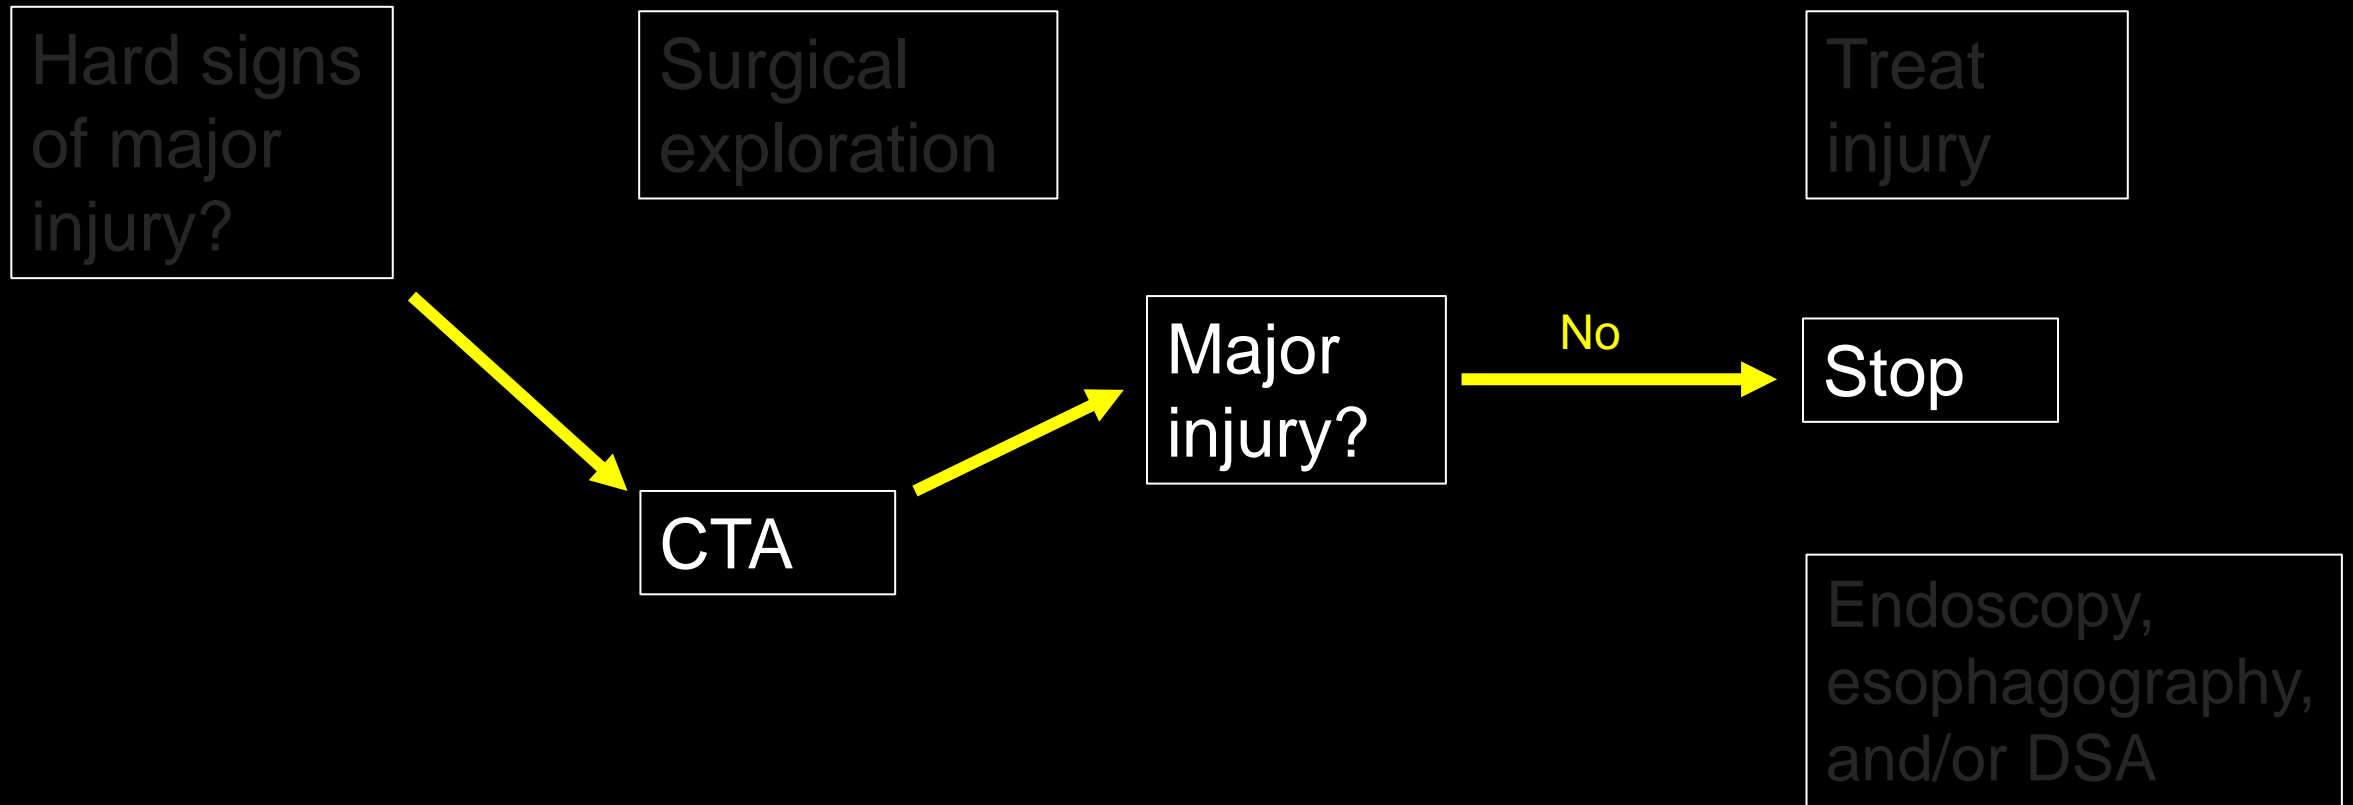 Hard signs
of major
injury?
Surgical
exploration
Treat
injury
Major
injury?
No
Stop
CTA
Endoscopy,
esophagography,
and/or DSA